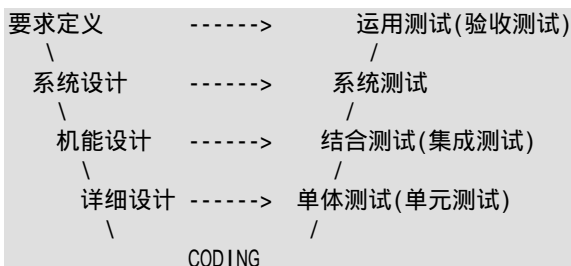 要求定义 ------> 运用测试(验收测试)
\ /
系统设计 ------> 系统测试
\ /
机能设计 ------> 结合测试(集成测试)
\ /
详细设计 ------> 单体测试(单元测试)
\ /
CODING